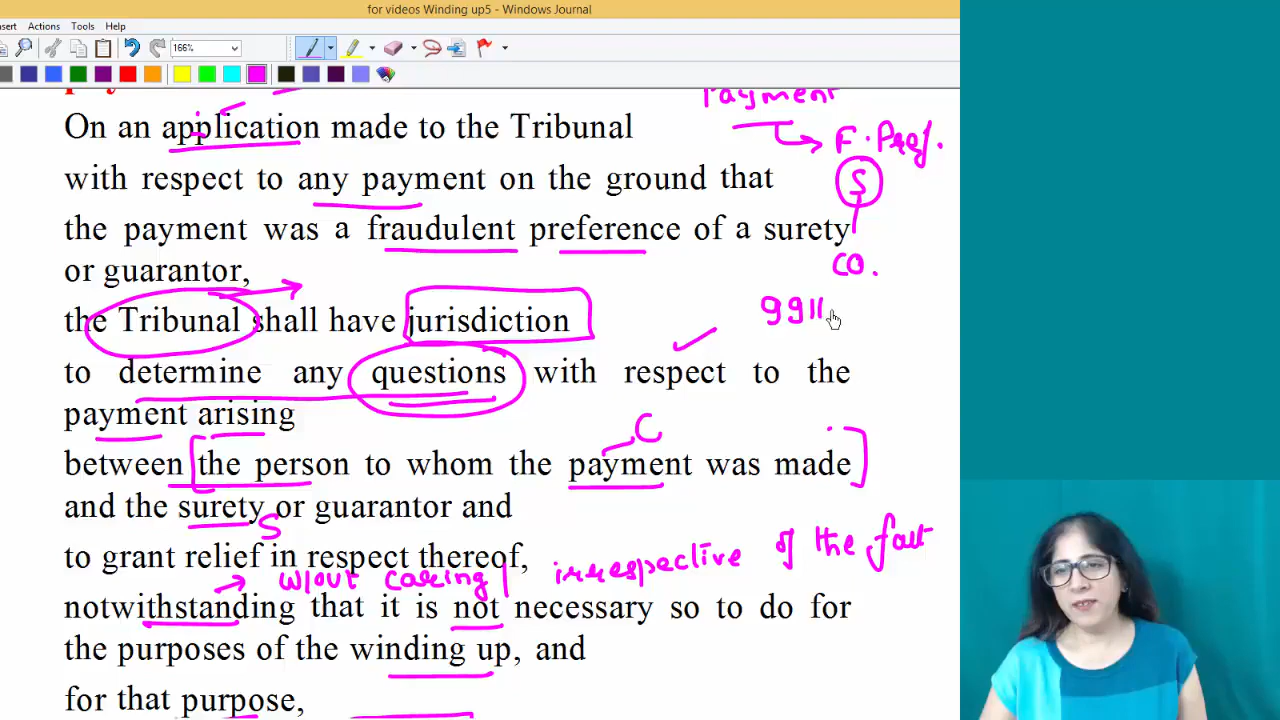 for videos Winding up5 - Windows Journal
nsert Actions Tools Help
166%
Payment
On an application made to the Tribunal
F. Pref.
with respect to any payment on the ground that
S
the payment was a fraudulent preference of a surety
CO.
or guarantor,
the Tribunal shall have jurisdiction
9911
to determine any questions with respect to the
payment arising
C
between the person to whom the payment was made
and the surety or guarantor and
S
to grant relief in respect thereof,
w/out caring / irrespective of the fact
notwithstanding that it is not necessary so to do for
the purposes of the winding up, and
for that purpose,